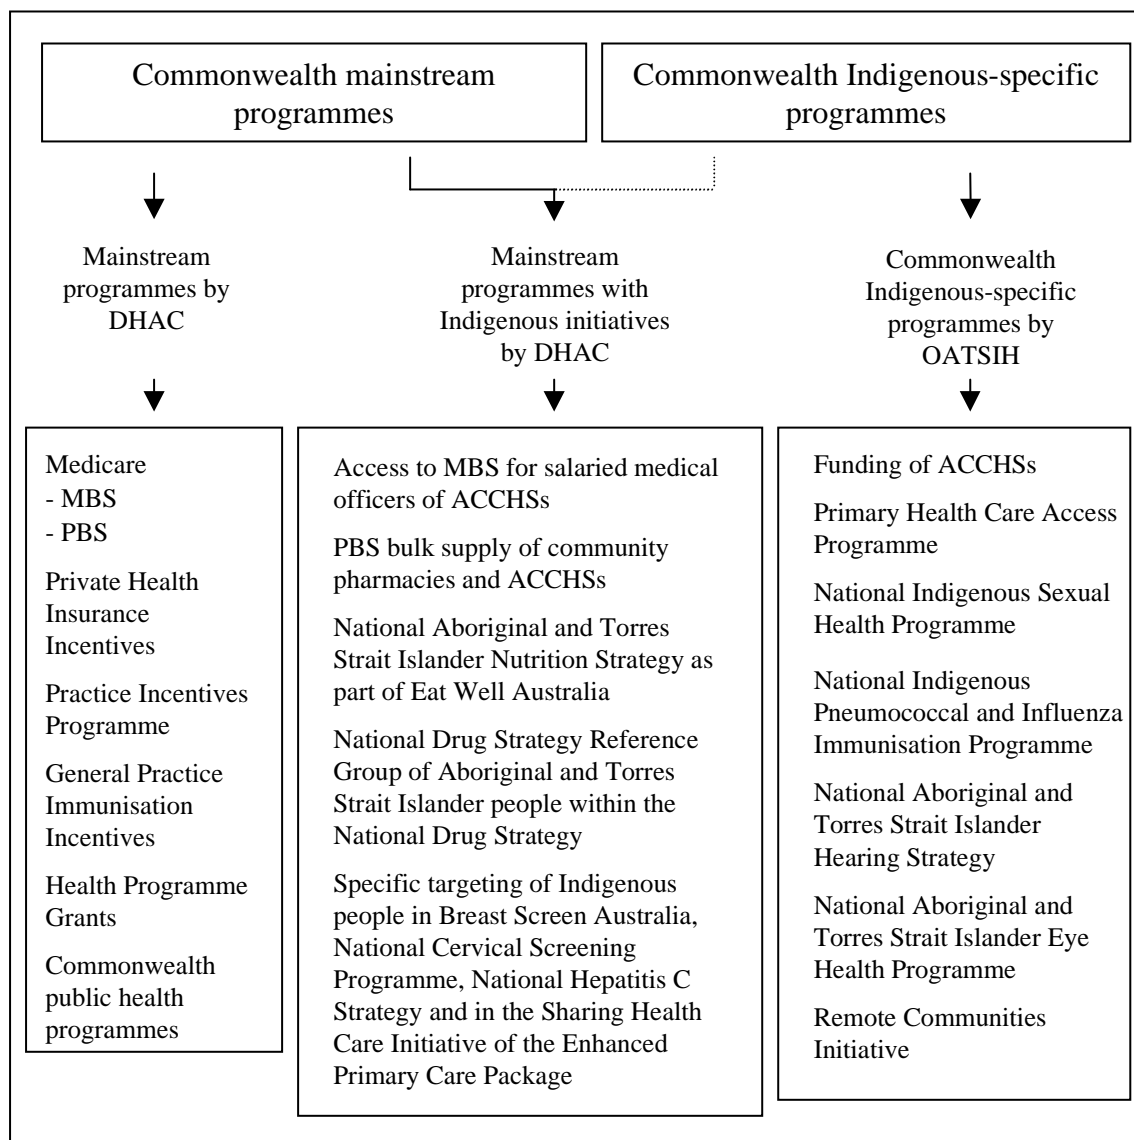 Commonwealth mainstream
programmes
Commonwealth Indigenous-specific
programmes
Mainstream
programmes by
DHAC
Mainstream
programmes with
Indigenous initiatives
by DHAC
Commonwealth
Indigenous-specific
programmes by
OATSIH
Medicare
- MBS
- PBS
Private Health
Insurance
Incentives
Practice Incentives
Programme
General Practice
Immunisation
Incentives
Health Programme
Grants
Commonwealth
public health
programmes
Access to MBS for salaried medical
officers of ACCHSs
PBS bulk supply of community
pharmacies and ACCHSs
National Aboriginal and Torres
Strait Islander Nutrition Strategy as
part of Eat Well Australia
National Drug Strategy Reference
Group of Aboriginal and Torres
Strait Islander people within the
National Drug Strategy
Specific targeting of Indigenous
people in Breast Screen Australia,
National Cervical Screening
Programme, National Hepatitis C
Strategy and in the Sharing Health
Care Initiative of the Enhanced
Primary Care Package
Funding of ACCHSs
Primary Health Care Access
Programme
National Indigenous Sexual
Health Programme
National Indigenous
Pneumococcal and Influenza
Immunisation Programme
National Aboriginal and
Torres Strait Islander
Hearing Strategy
National Aboriginal and
Torres Strait Islander Eye
Health Programme
Remote Communities
Initiative